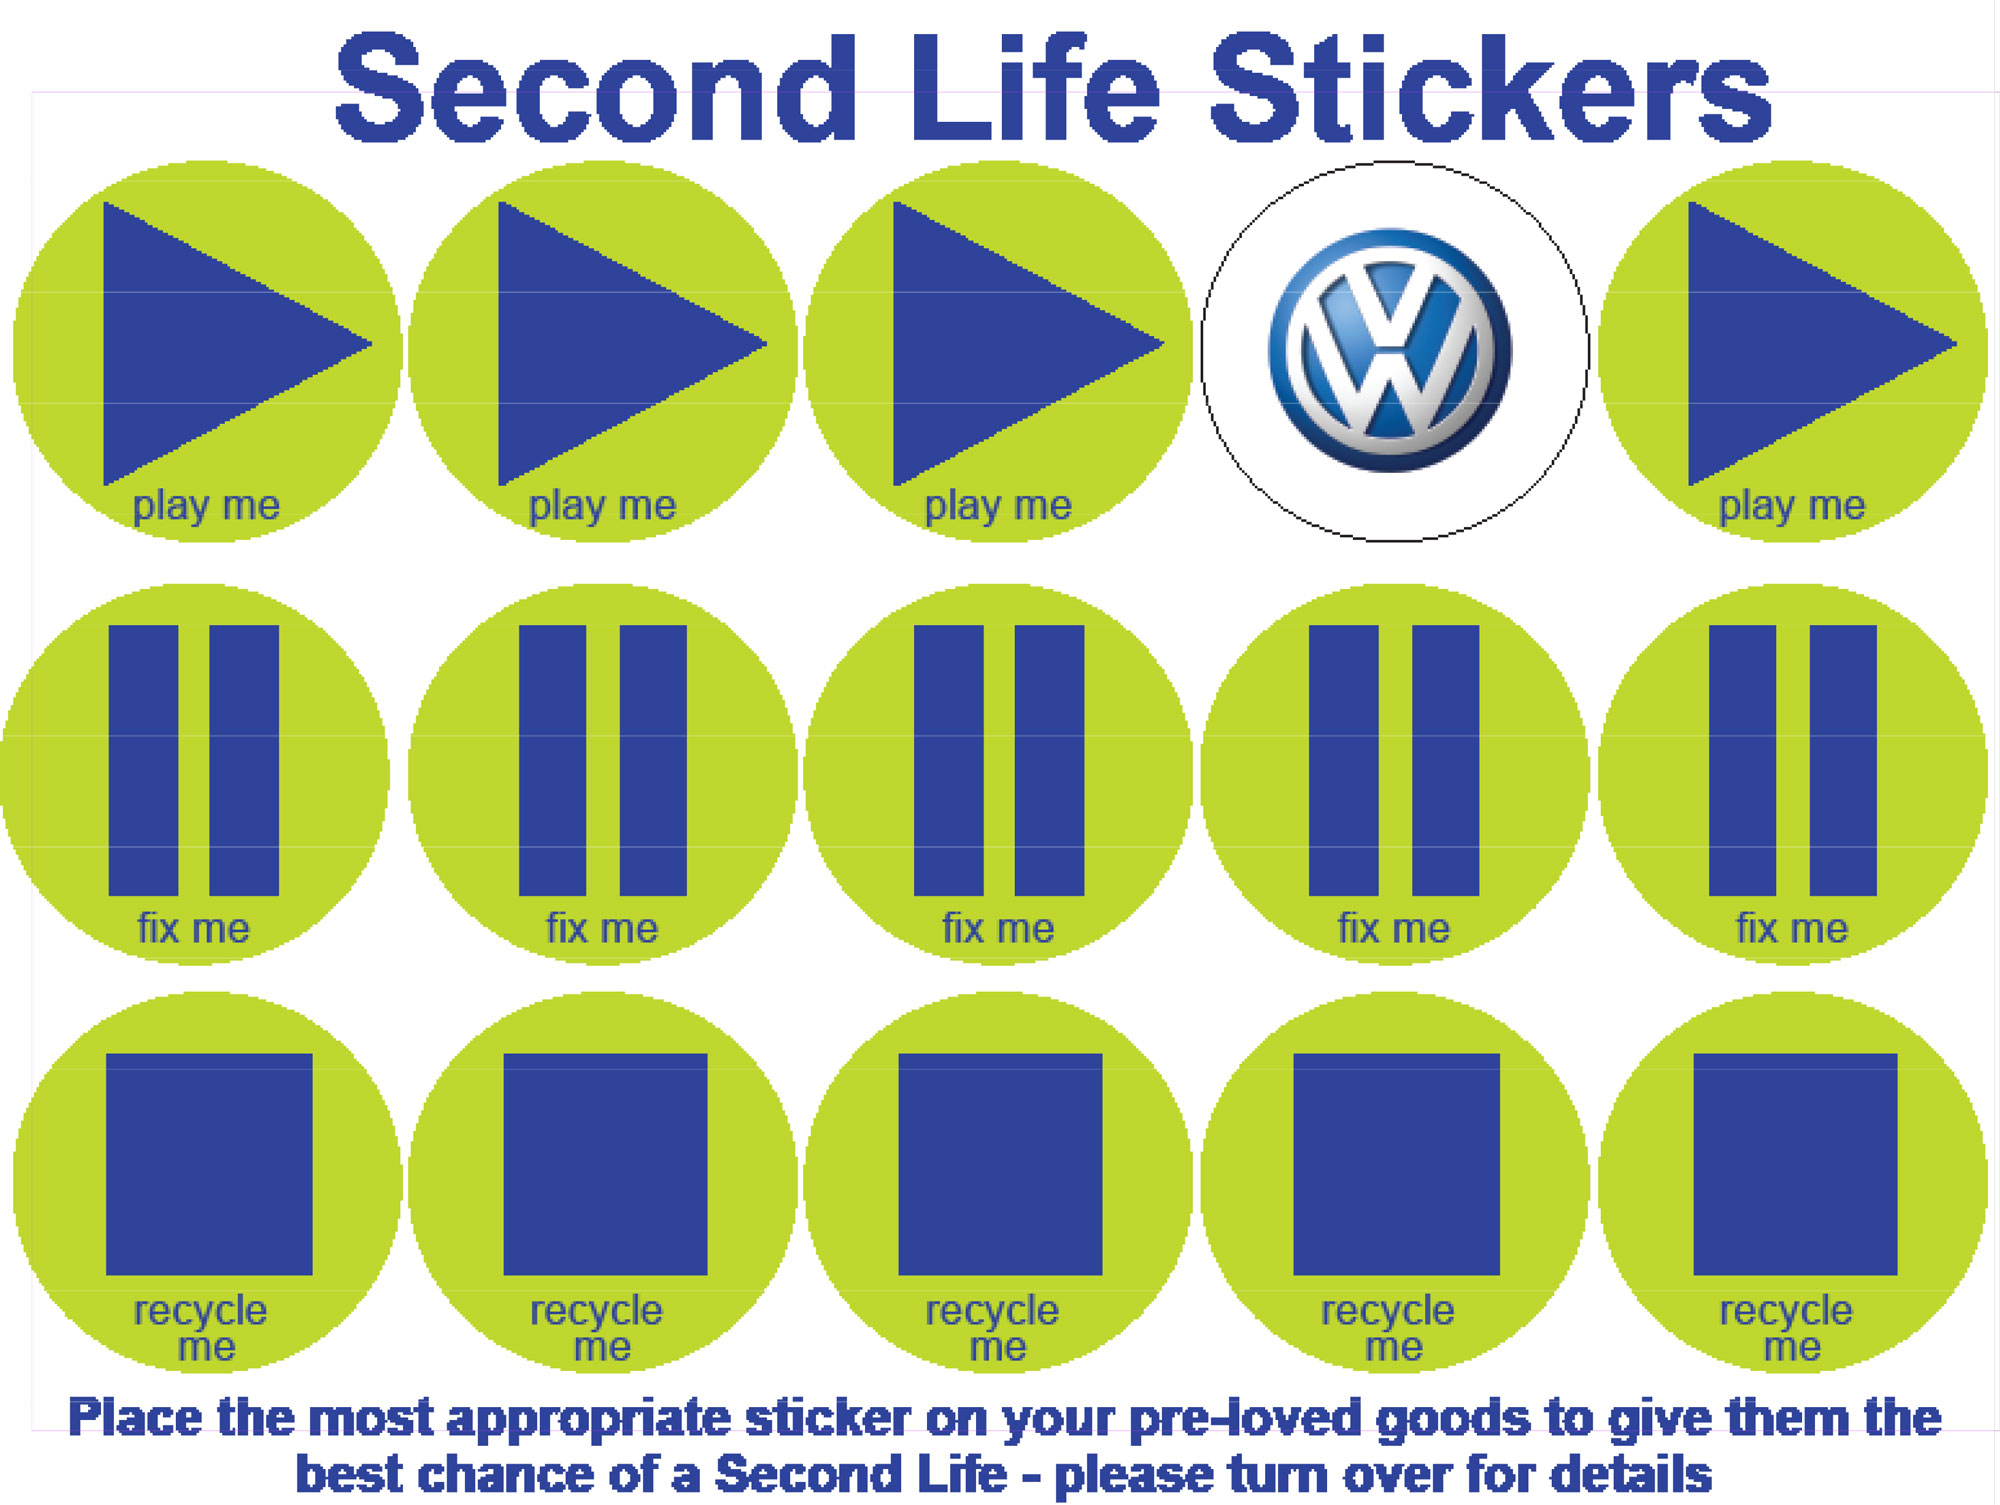 Second Life Stickers
play me
play me
play me
VW
play me
fix me
fix me
fix me
fix me
fix me
recycle
me
recycle
me
recycle
me
recycle
me
recycle
me
Place the most appropriate sticker on your pre-loved goods to give them the
best chance of a Second Life - please turn over for details